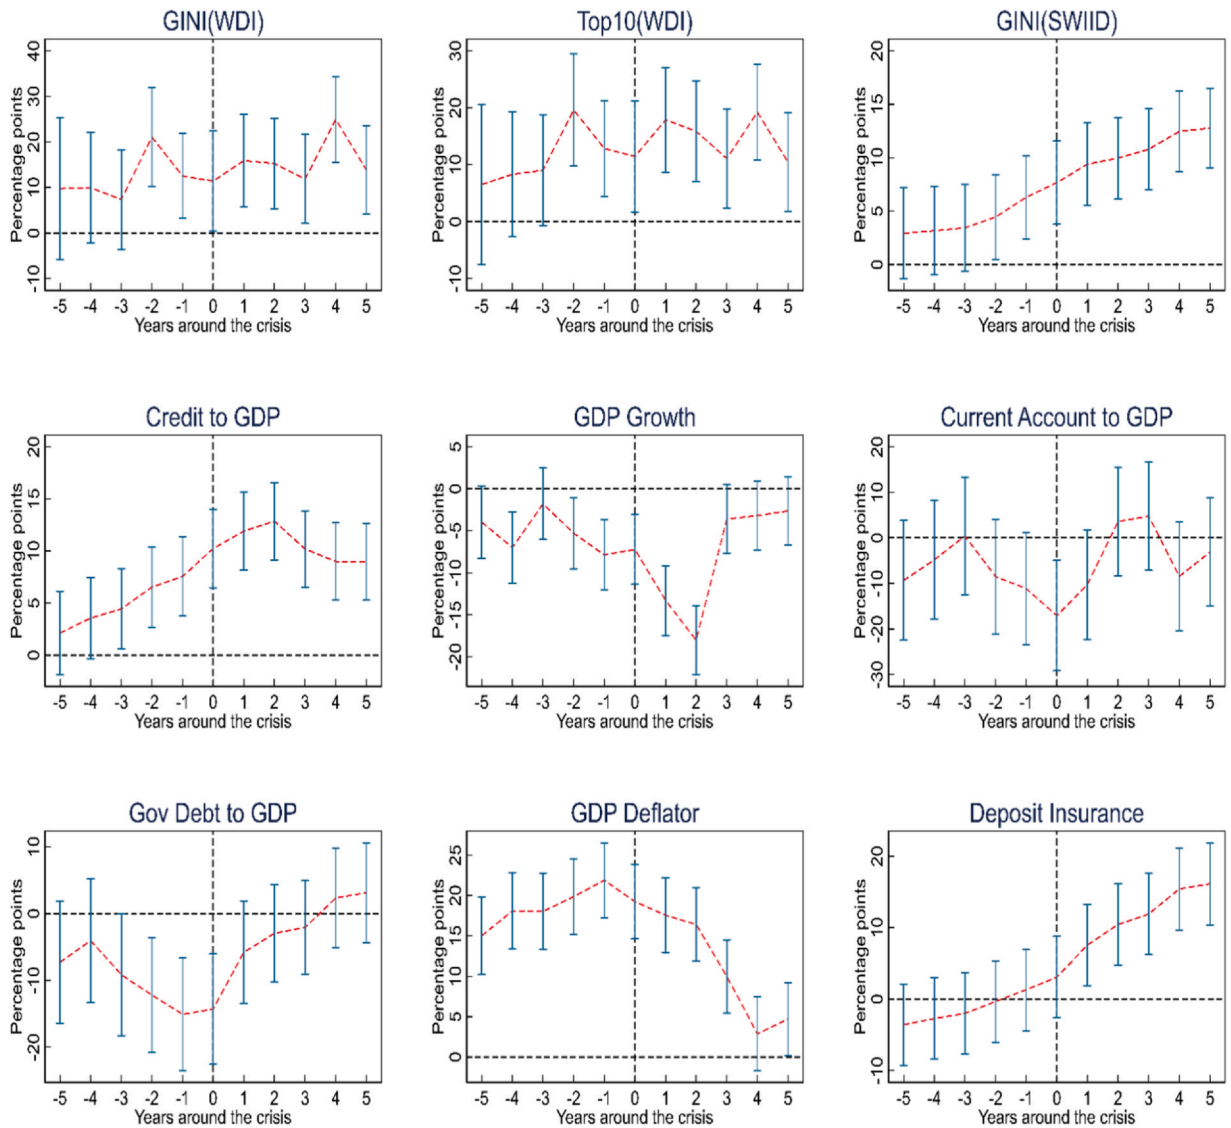 GINI(WDI)
Percentage points
40
30
20
10
0
-10
-5 -4 -3 -2 -1 0 1 2 3 4 5
Years around the crisis
Top10(WDI)
Percentage points
30
20
10
0
-10
-5 -4 -3 -2 -1 0 1 2 3 4 5
Years around the crisis
GINI(SWIID)
Percentage points
20
15
10
5
0
-5 -4 -3 -2 -1 0 1 2 3 4 5
Years around the crisis
Credit to GDP
Percentage points
20
15
10
5
0
-5 -4 -3 -2 -1 0 1 2 3 4 5
Years around the crisis
GDP Growth
Percentage points
5
0
-5
-10
-15
-20
-5 -4 -3 -2 -1 0 1 2 3 4 5
Years around the crisis
Current Account to GDP
Percentage points
20
10
0
-10
-20
-30
-5 -4 -3 -2 -1 0 1 2 3 4 5
Years around the crisis
Gov Debt to GDP
Percentage points
10
0
-10
-20
-5 -4 -3 -2 -1 0 1 2 3 4 5
Years around the crisis
GDP Deflator
Percentage points
25
20
15
10
5
0
-5 -4 -3 -2 -1 0 1 2 3 4 5
Years around the crisis
Deposit Insurance
Percentage points
20
10
0
-10
-5 -4 -3 -2 -1 0 1 2 3 4 5
Years around the crisis